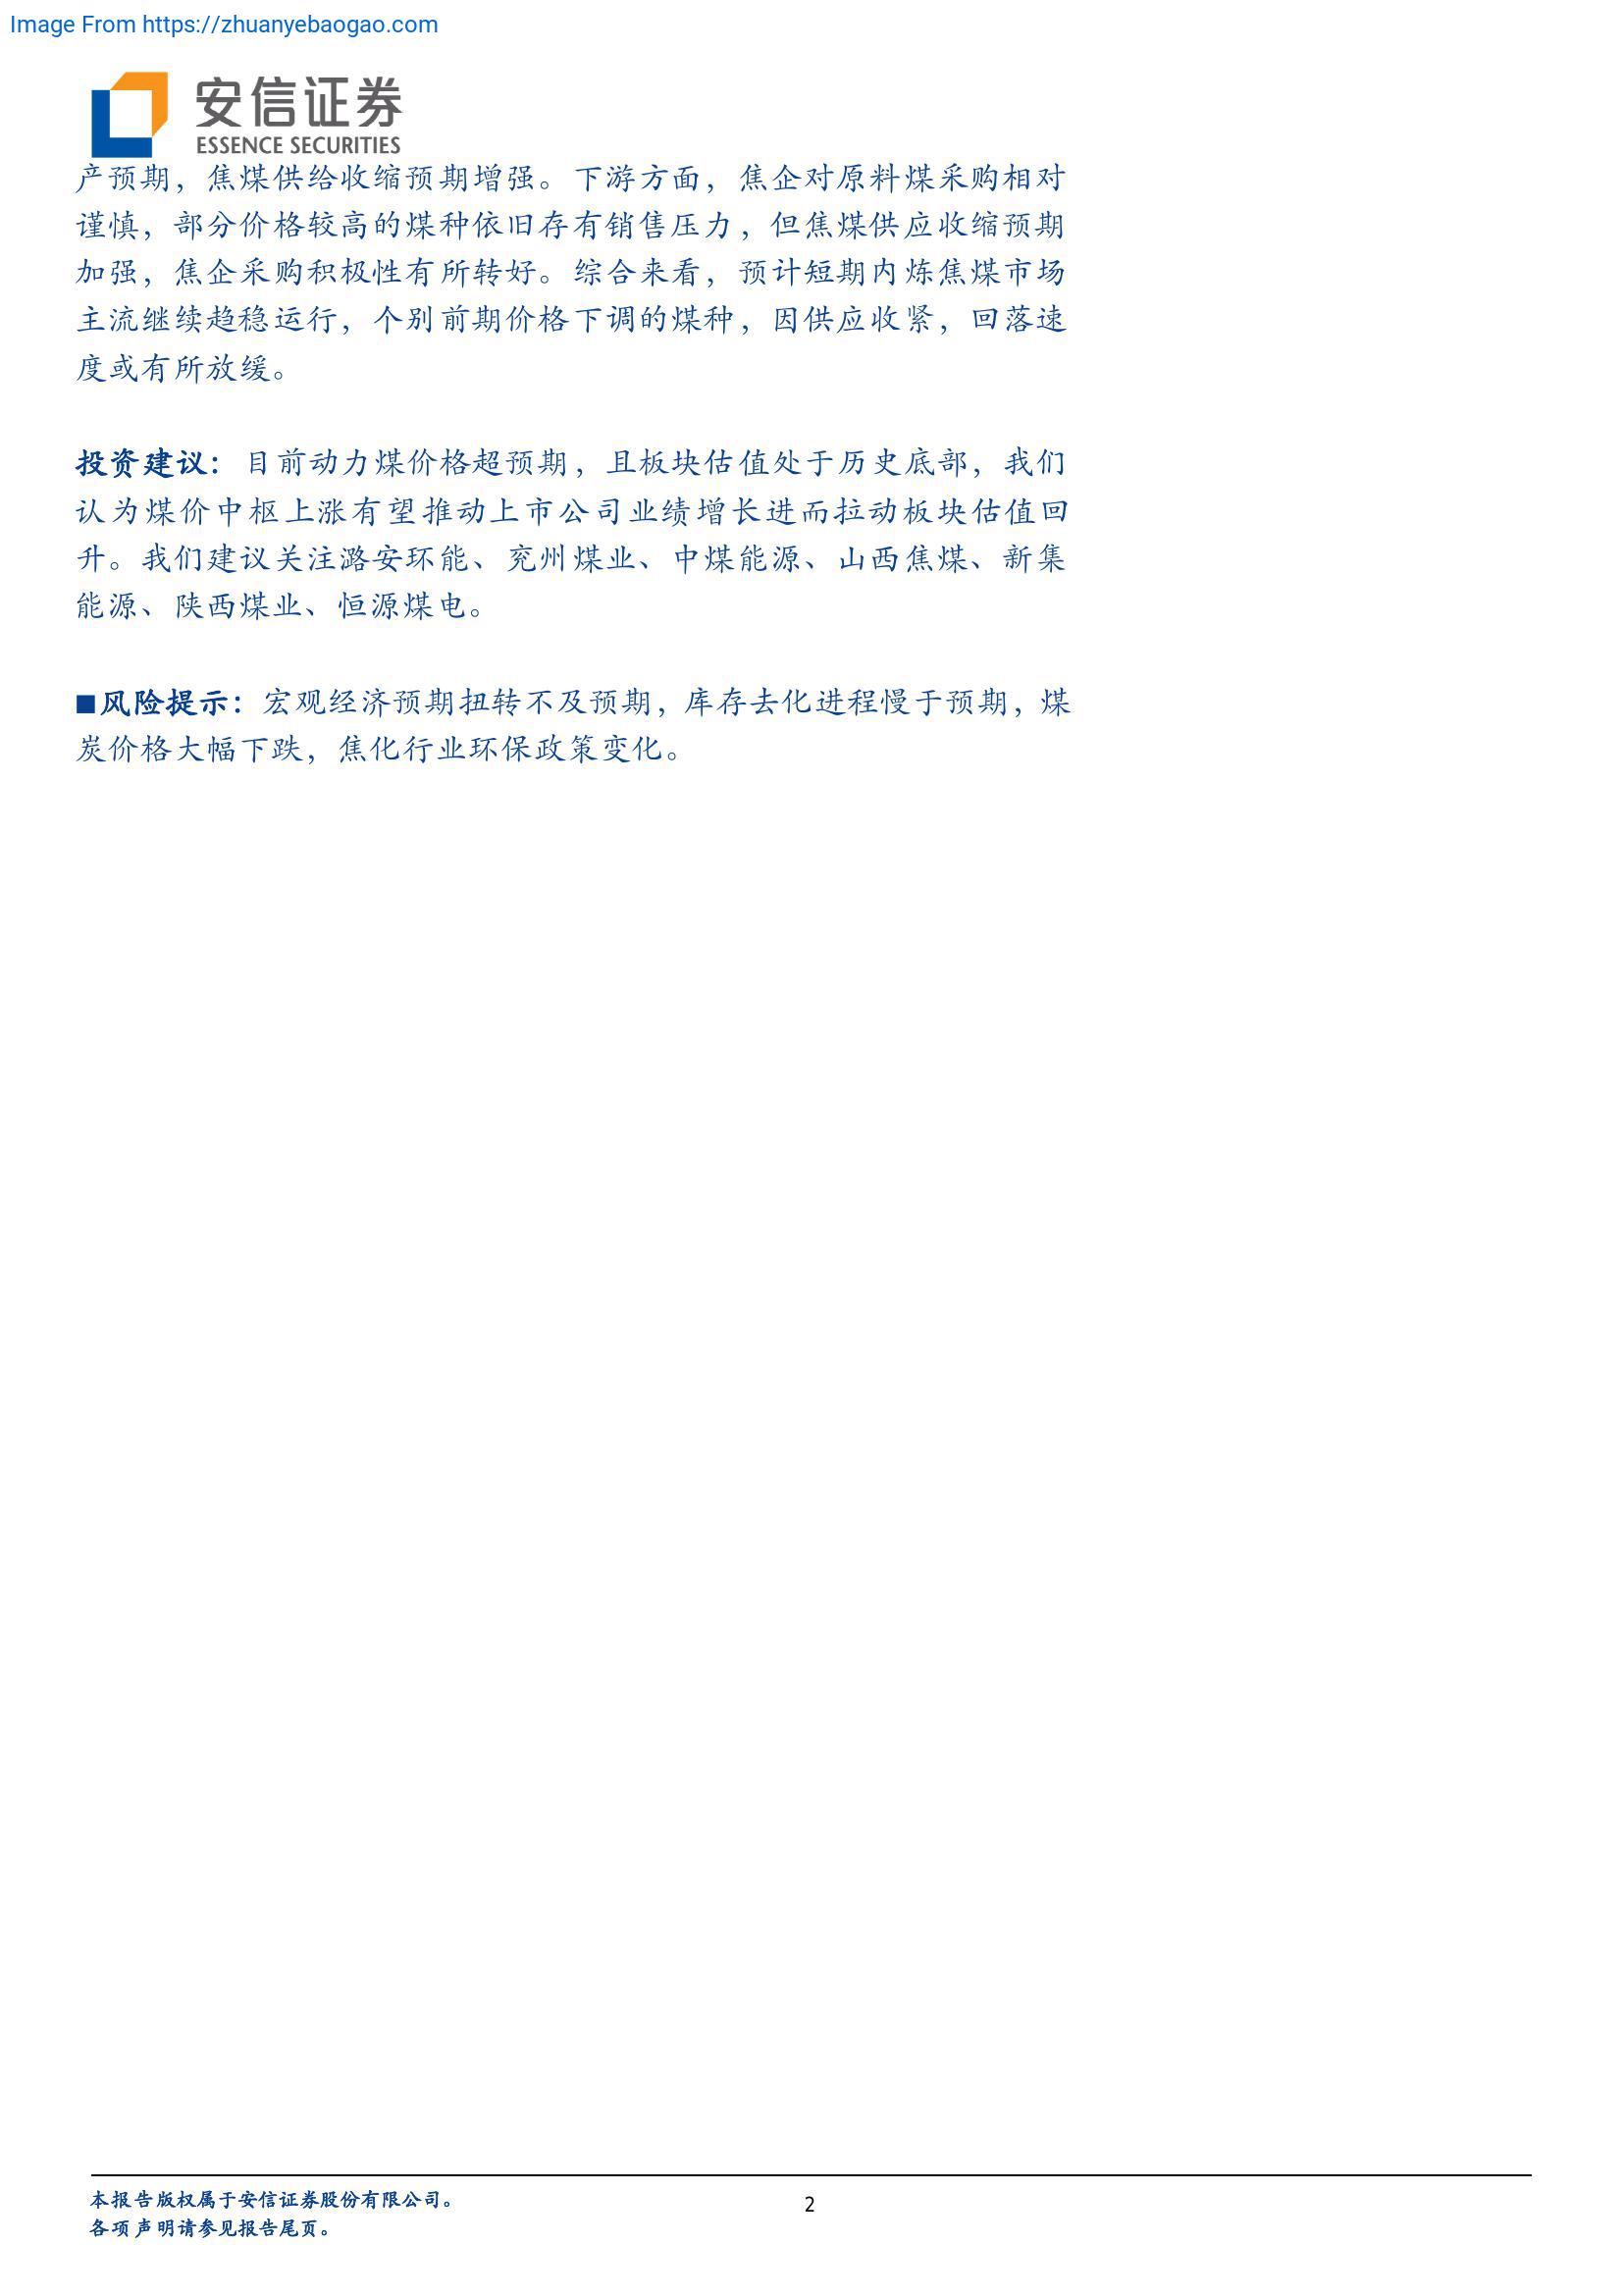 Image From https://zhuanyebaogao.com
安信证券
ESSENCE SECURITIES
产预期，焦煤供给收缩预期增强。下游方面，焦企对原料煤采购相对
谨慎，部分价格较高的煤种依旧存有销售压力，但焦煤供应收缩预期
加强，焦企采购积极性有所转好。综合来看，预计短期内炼焦煤市场
主流继续趋稳运行，个别前期价格下调的煤种，因供应收紧，回落速
度或有所放缓。
投资建议：目前动力煤价格超预期，且板块估值处于历史底部，我们
认为煤价中枢上涨有望推动上市公司业绩增长进而拉动板块估值回
升。我们建议关注潞安环能、兖州煤业、中煤能源、山西焦煤、新集
能源、陕西煤业、恒源煤电。
■风险提示：宏观经济预期扭转不及预期，库存去化进程慢于预期，煤
炭价格大幅下跌，焦化行业环保政策变化。
本报告版权属于安信证券股份有限公司。
各项声明请参见报告尾页。
2